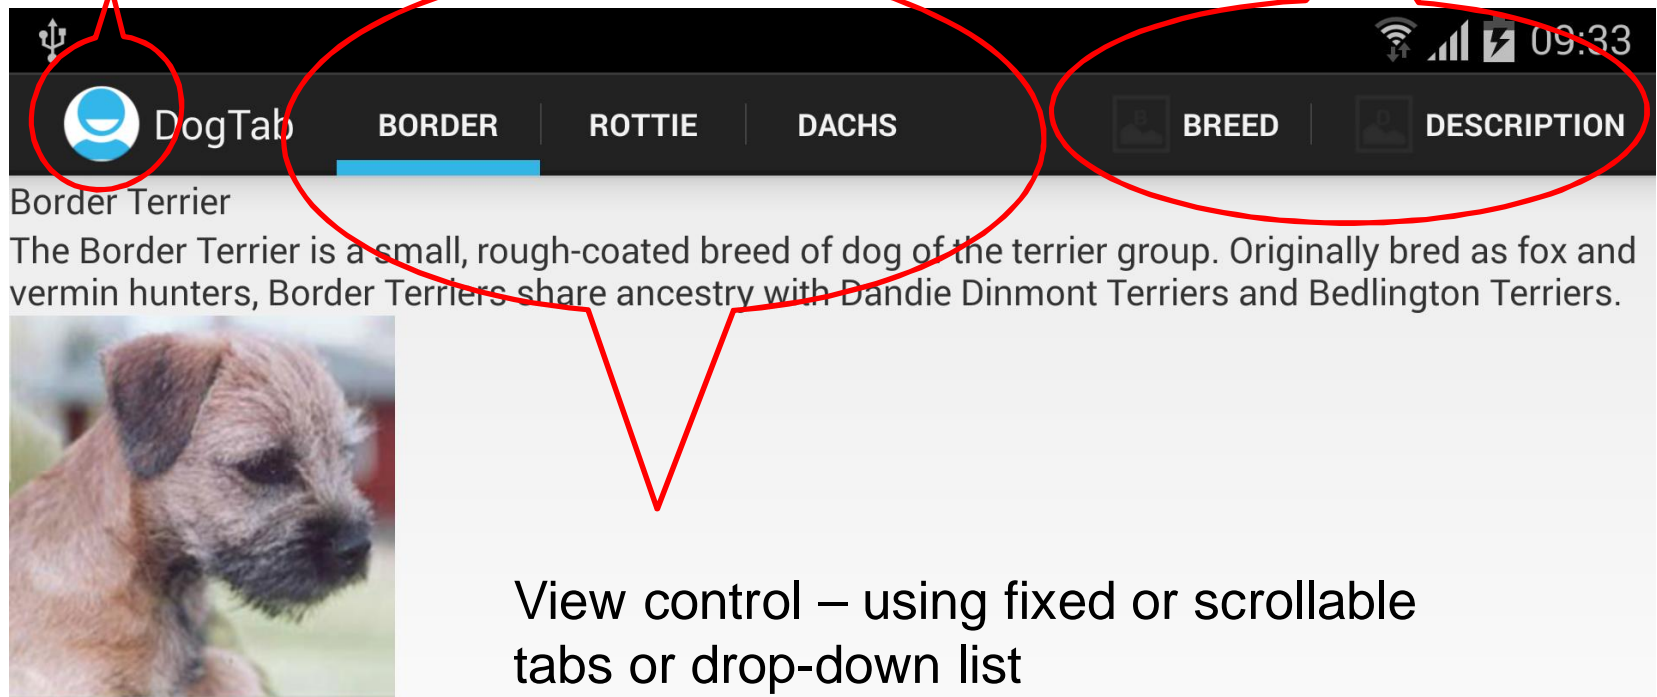 09:33
DogTab BORDER ROTTIE DACHS B BREED D DESCRIPTION
Border Terrier
The Border Terrier is a small, rough-coated breed of dog of the terrier group. Originally bred as fox and
vermin hunters, Border Terriers share ancestry with Dandie Dinmont Terriers and Bedlington Terriers.
View control – using fixed or scrollable
tabs or drop-down list